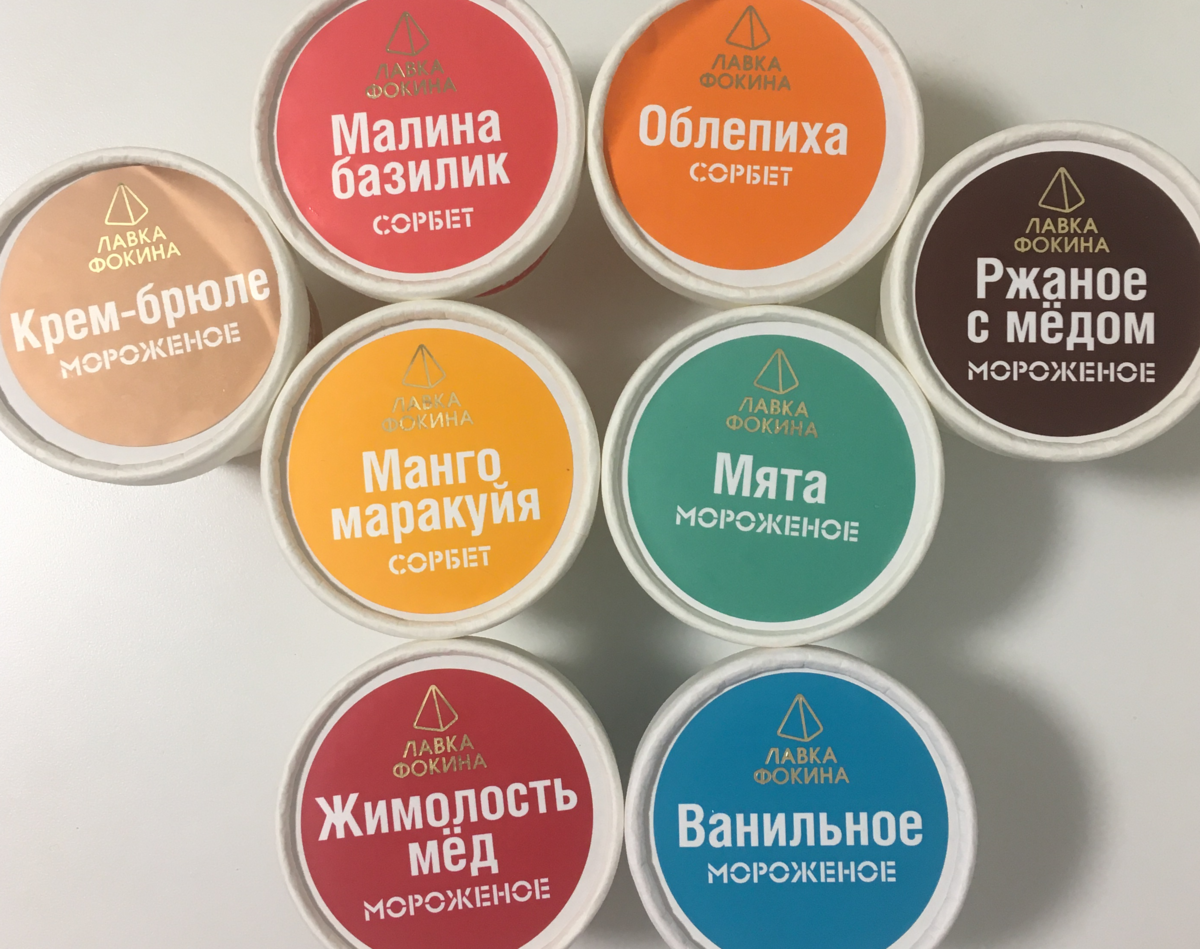 ЛАВКА
ФОКИНА
Малина
базилик
СОРБЕТ
ЛАВКА
ФОКИНА
Облепиха
СОРБЕТ
ЛАВКА
ФОКИНА
Крем-брюле
МОРОЖЕНОЕ
ЛАВКА
ФОКИНА
Ржаное
с мёдом
МОРОЖЕНОЕ
ЛАВКА
ФОКИНА
Манго
маракуйя
СОРБЕТ
ЛАВКА
ФОКИНА
Мята
МОРОЖЕНОЕ
ЛАВКА
ФОКИНА
Жимолость
мёд
МОРОЖЕНОЕ
ЛАВКА
ФОКИНА
Ванильное
МОРОЖЕНОЕ